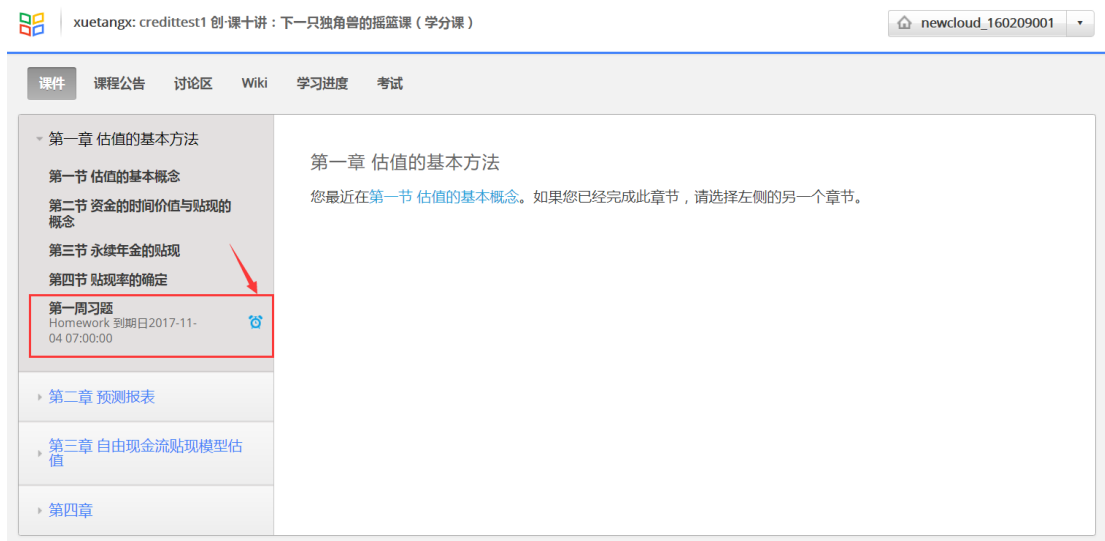 xuetangx: credittest1 创·课十讲：下一只独角兽的摇篮课（学分课）
newcloud_160209001
课件 课程公告 讨论区 Wiki 学习进度 考试
第一章 估值的基本方法
第一节 估值的基本概念
第二节 资金的时间价值与贴现的
概念
第三节 永续年金的贴现
第四节 贴现率的确定
第一周习题
Homework 到期日2017-11-
04 07:00:00
第二章 预测报表
第三章 自由现金流贴现模型估
值
第四章
第一章 估值的基本方法
您最近在第一节 估值的基本概念。如果您已经完成此章节，请选择左侧的另一个章节。